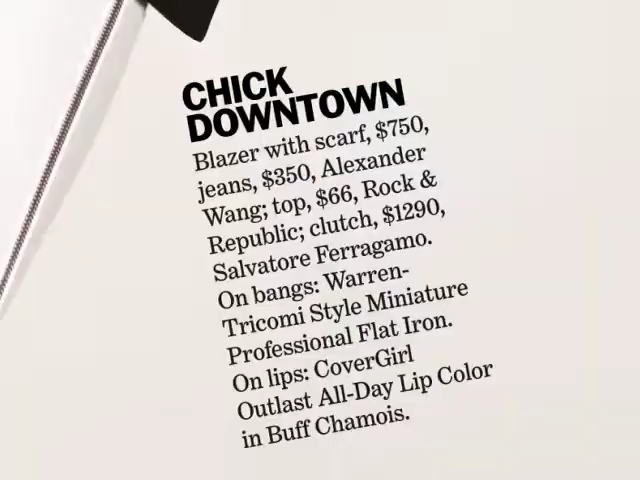 CHICK
DOWNTOWN
Blazer with scarf, $750,
jeans, $350, Alexander
Wang; top, $66, Rock &
Republic; clutch, $1290,
Salvatore Ferragamo.
On bangs: Warren-
Tricomi Style Miniature
Professional Flat Iron.
On lips: CoverGirl
Outlast All-Day Lip Color
in Buff Chamois.